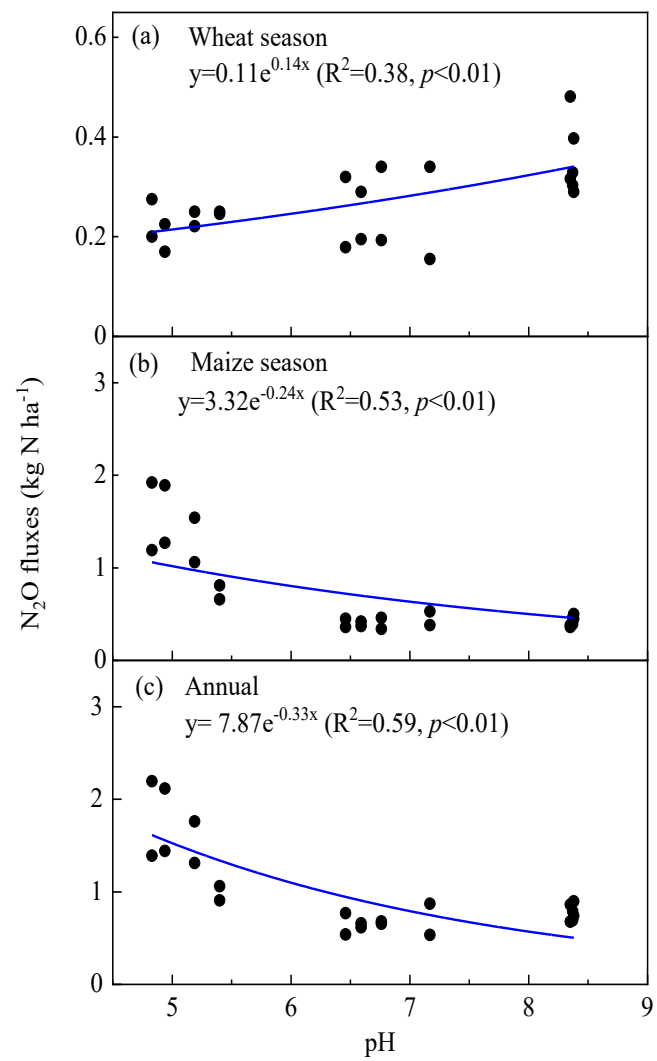 (a) Wheat season
y=0.11e^0.14x (R²=0.38, p<0.01)
0.6
0.4
0.2
0
(b) Maize season
y=3.32e^-0.24x (R²=0.53, p<0.01)
3
2
1
0
(c) Annual
y= 7.87e^-0.33x (R²=0.59, p<0.01)
3
2
1
0
5 6 7 8 9
pH
N₂O fluxes (kg N ha⁻¹)